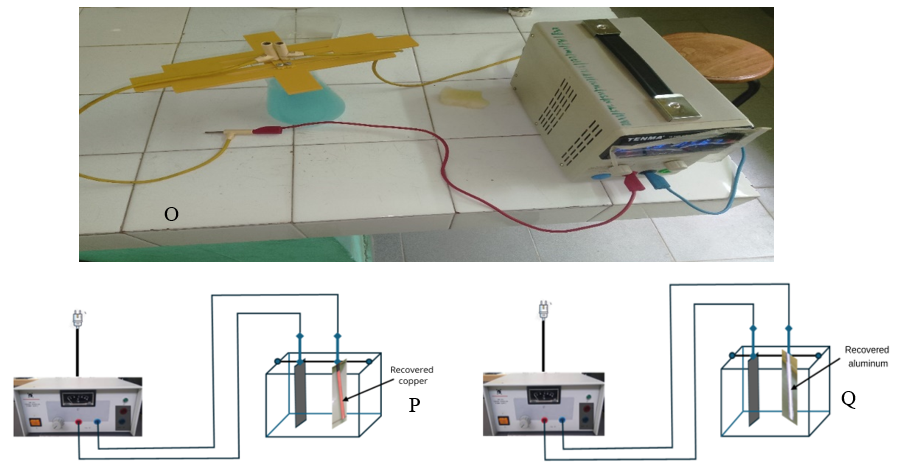 TENMA
O
Recovered
copper
P
Recovered
aluminum
Q